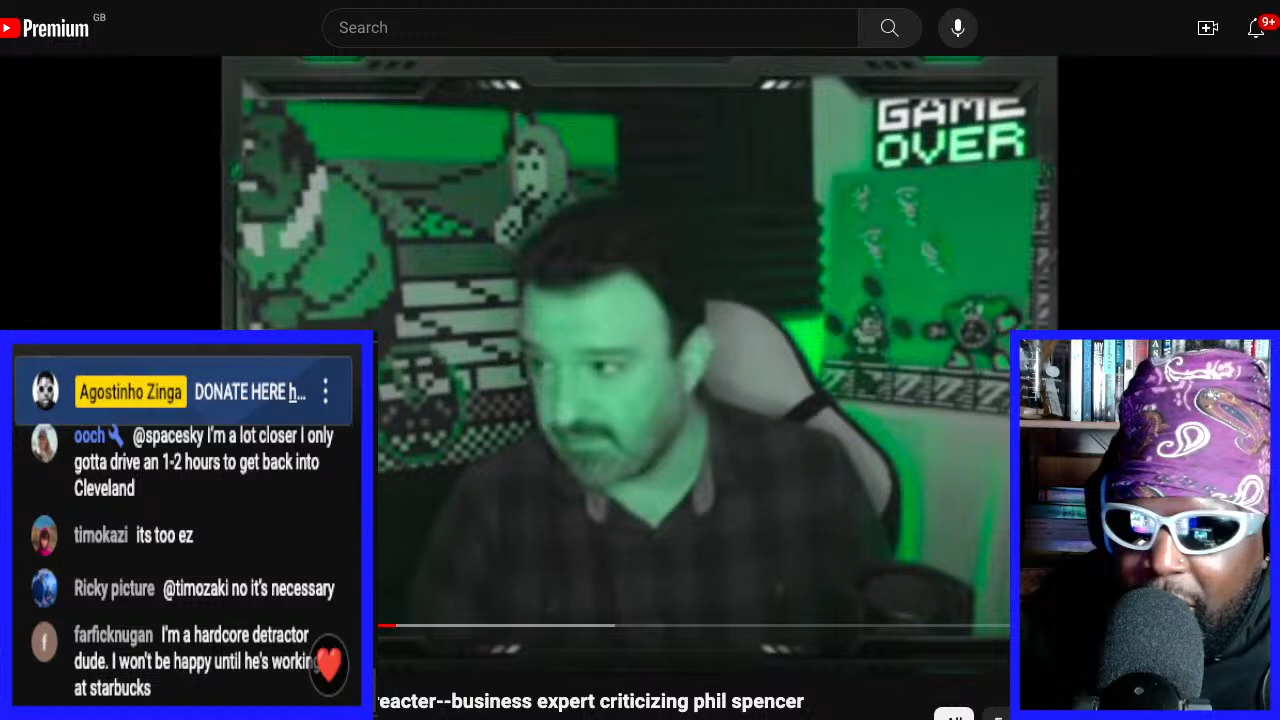 Premium GB
Search
9+
GAME
OVER
Agostinho Zinga DONATE HERE h...
ooch @spacesky I'm a lot closer I only
gotta drive an 1-2 hours to get back into
Cleveland
timokazi its too ez
Ricky picture @timozaki no it's necessary
farficknugan I'm a hardcore detractor
f
dude. I won't be happy until he's working
at starbucks
reacter--business expert criticizing phil spencer
All